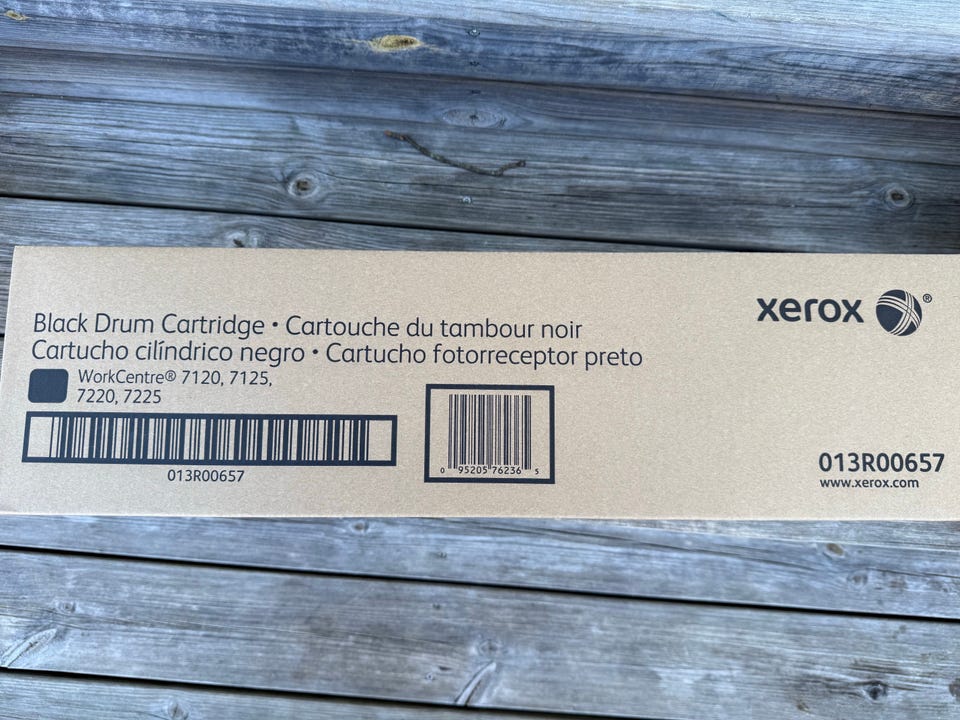 Black Drum Cartridge • Cartouche du tambour noir
Cartucho cilíndrico negro • Cartucho fotorreceptor preto
WorkCentre® 7120, 7125,
7220, 7225
013R00657
0 95205 76236 5
xerox ®
013R00657
www.xerox.com